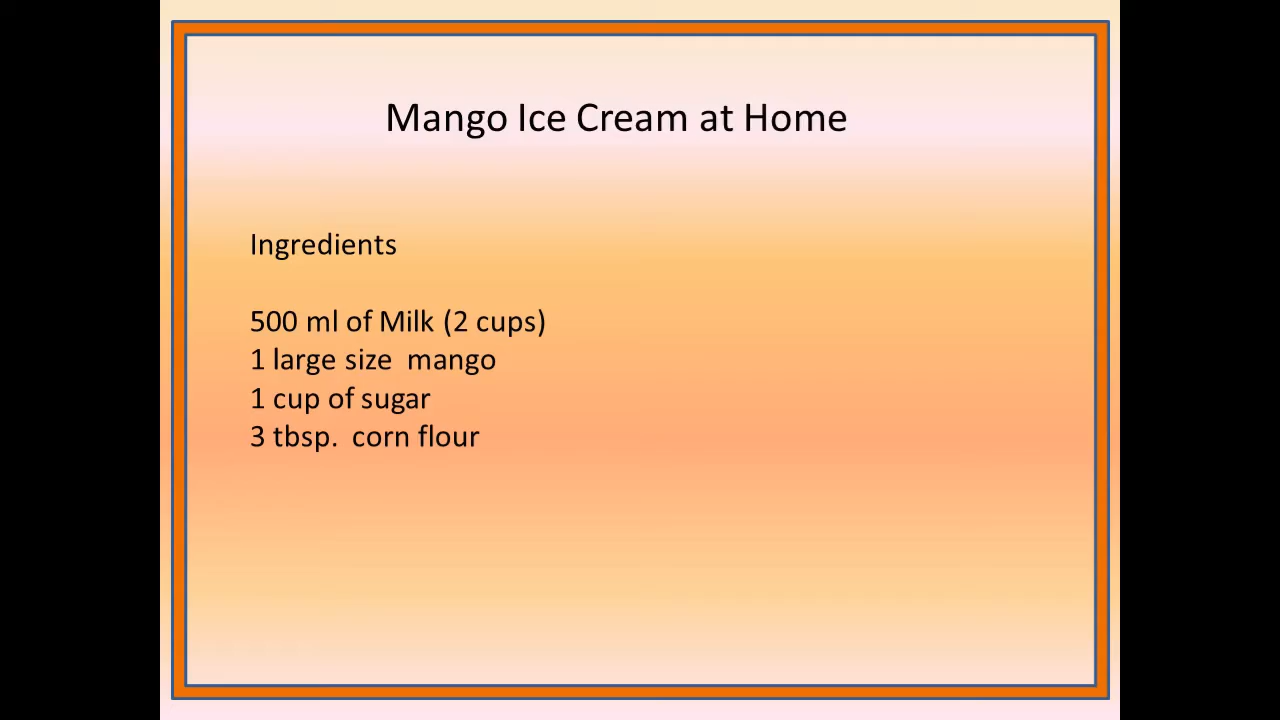 Mango Ice Cream at Home
Ingredients
500 ml of Milk (2 cups)
1 large size  mango
1 cup of sugar
3 tbsp.  corn flour